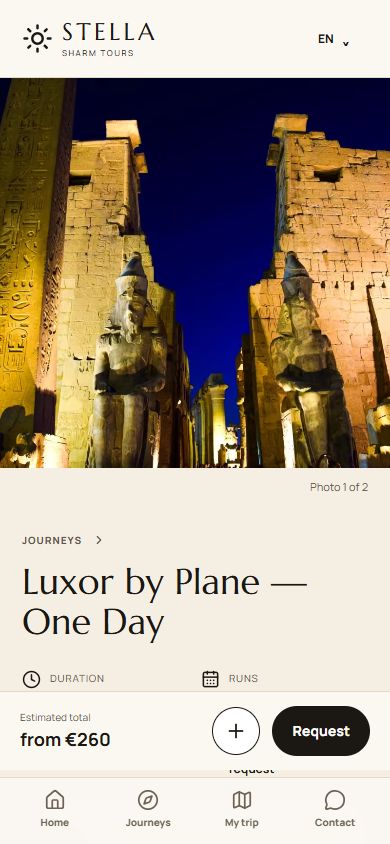 STELLA
SHARM TOURS
EN
Photo 1 of 2
JOURNEYS
Luxor by Plane —
One Day
DURATION
RUNS
Estimated total
from €260
Request
request
Home
Journeys
My trip
Contact